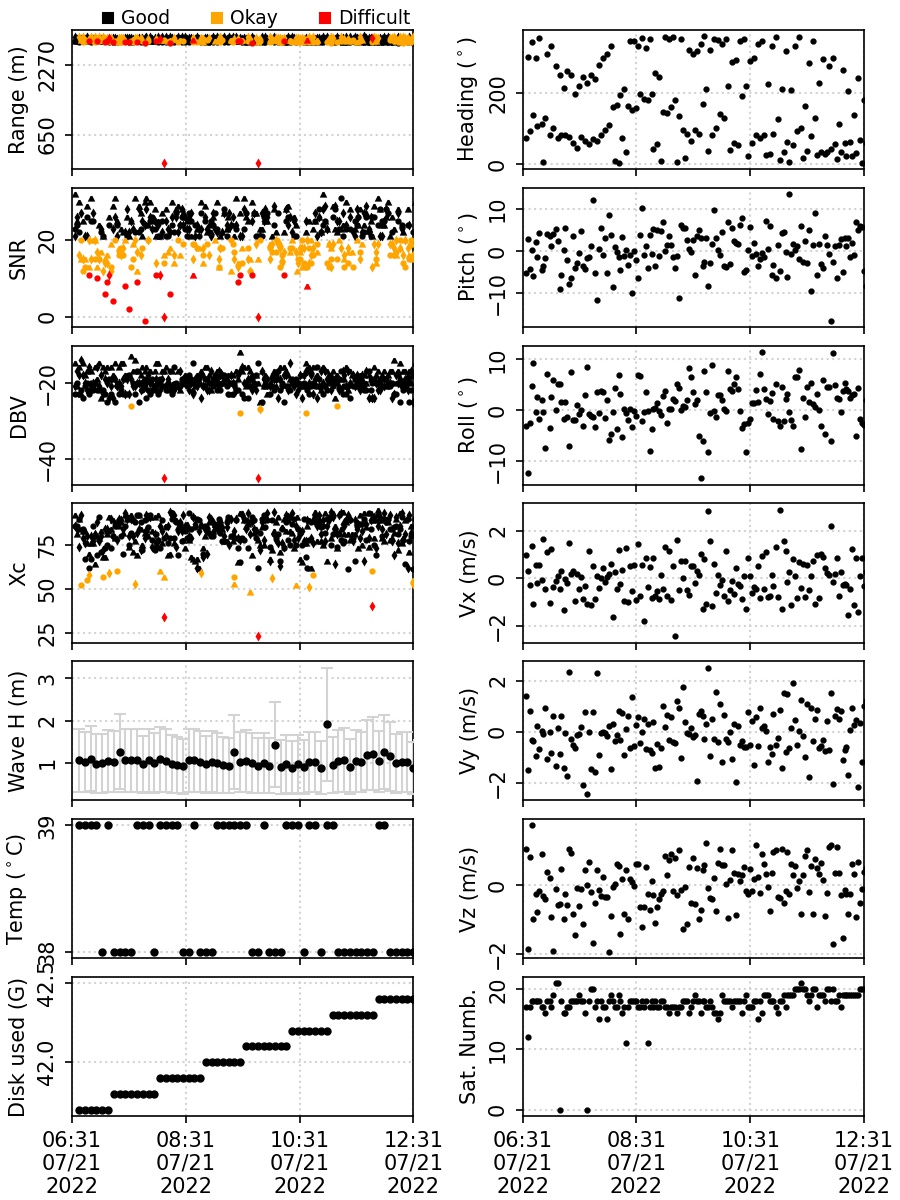 Good Okay Difficult
Range (m)
2270
650
Heading (°)
200
0
SNR
20
0
Pitch (°)
10
0
−10
DBV
−20
−40
Roll (°)
10
0
−10
Xc
75
50
25
Vx (m/s)
2
0
−2
Wave H (m)
3
2
1
Vy (m/s)
2
0
−2
Temp (°C)
39
38
Vz (m/s)
0
−2
Disk used (G)
42.5
42.0
Sat. Numb.
20
10
0
06:31 08:31 10:31 12:31 06:31 08:31 10:31 12:31
07/21 07/21 07/21 07/21 07/21 07/21 07/21 07/21
2022 2022 2022 2022 2022 2022 2022 2022